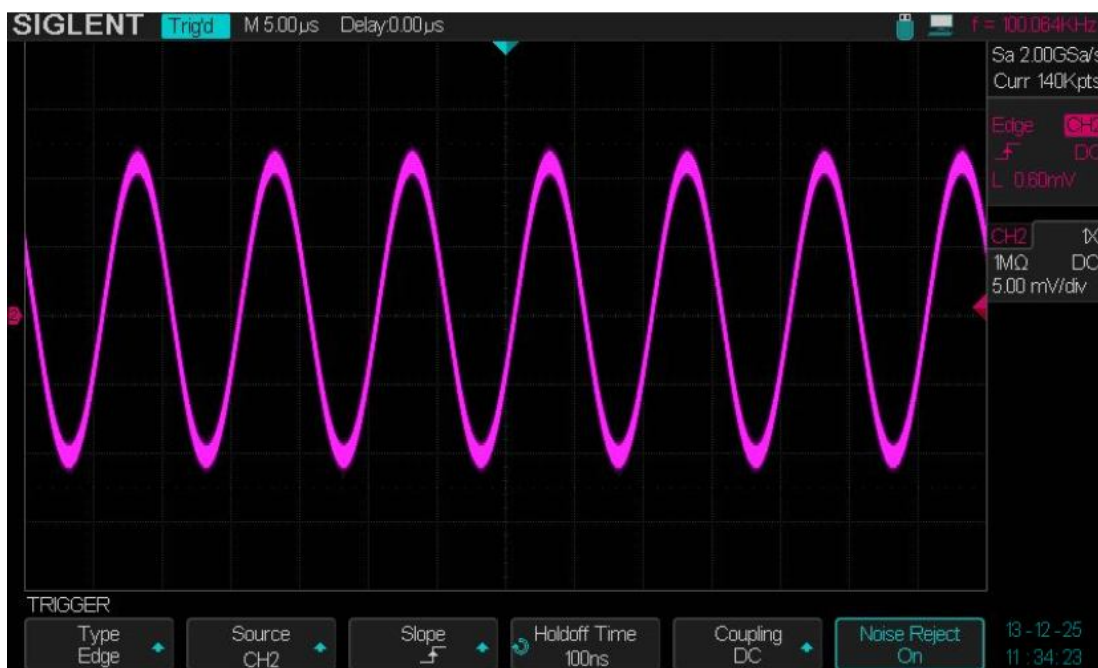 SIGLENT Trig'd M 5.00µs Delay:0.00µs f = 100.064KHz
Sa 2.00GSa/s
Curr 140Kpts
Edge CH2
DC
L 0.60mV
CH2 1X
1MΩ DC
5.00 mV/div
2
TRIGGER
Type Source Slope Holdoff Time Coupling Noise Reject
Edge CH2 100ns DC On
13-12-25
11:34:23